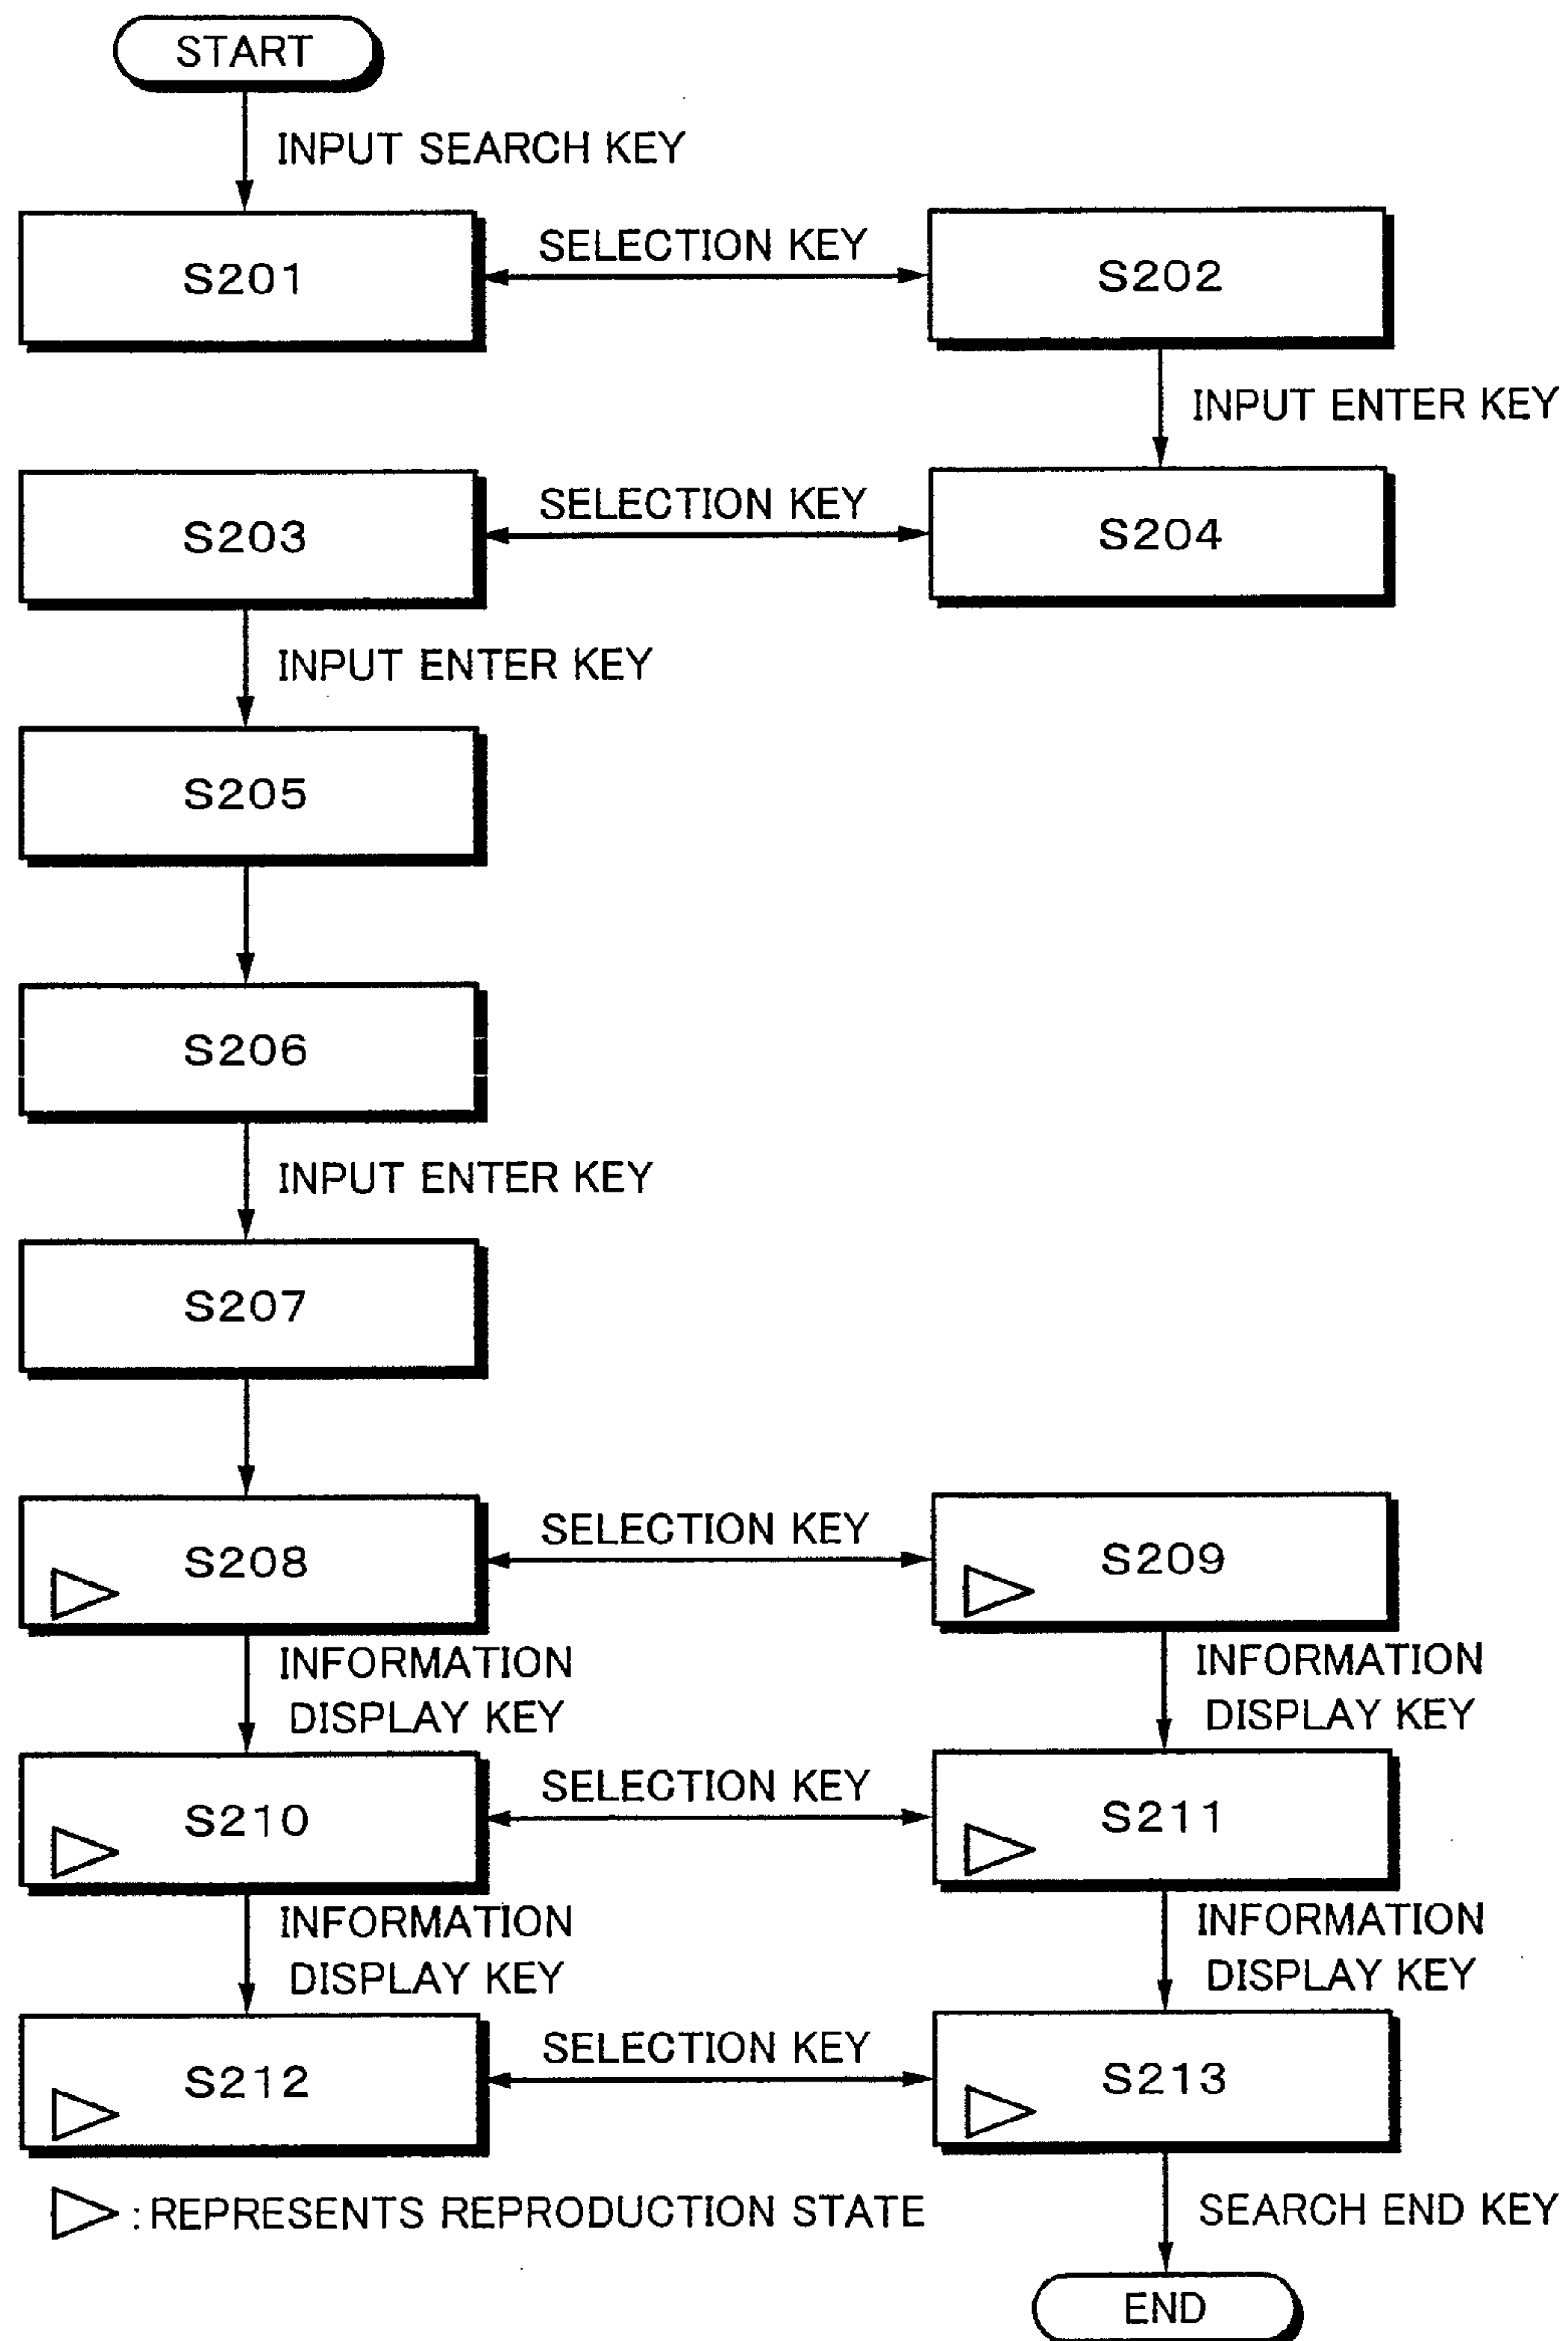 START
INPUT SEARCH KEY
S201
SELECTION KEY
S202
INPUT ENTER KEY
S203
SELECTION KEY
S204
INPUT ENTER KEY
S205
S206
INPUT ENTER KEY
S207
S208
SELECTION KEY
S209
INFORMATION
DISPLAY KEY
INFORMATION
DISPLAY KEY
S210
SELECTION KEY
S211
INFORMATION
DISPLAY KEY
INFORMATION
DISPLAY KEY
S212
SELECTION KEY
S213
: REPRESENTS REPRODUCTION STATE
SEARCH END KEY
END